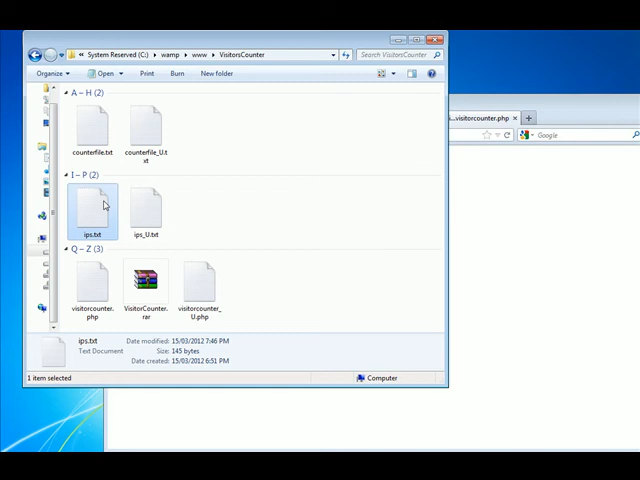 « System Reserved (C:) ▸ wamp ▸ www ▸ VisitorsCounter
Search VisitorsCounter
Organize Open Print Burn New folder
A – H (2)
counterfile.txt
counterfile_U.t
xt
I – P (2)
ips.txt
ips_U.txt
Q – Z (3)
visitorcounter.
php
VisitorCounter.
rar
visitorcounter_
U.php
ips.txt
Text Document
Date modified: 15/03/2012 7:46 PM
Size: 145 bytes
Date created: 15/03/2012 6:51 PM
1 item selected
Computer
i...visitorcounter.php
Google